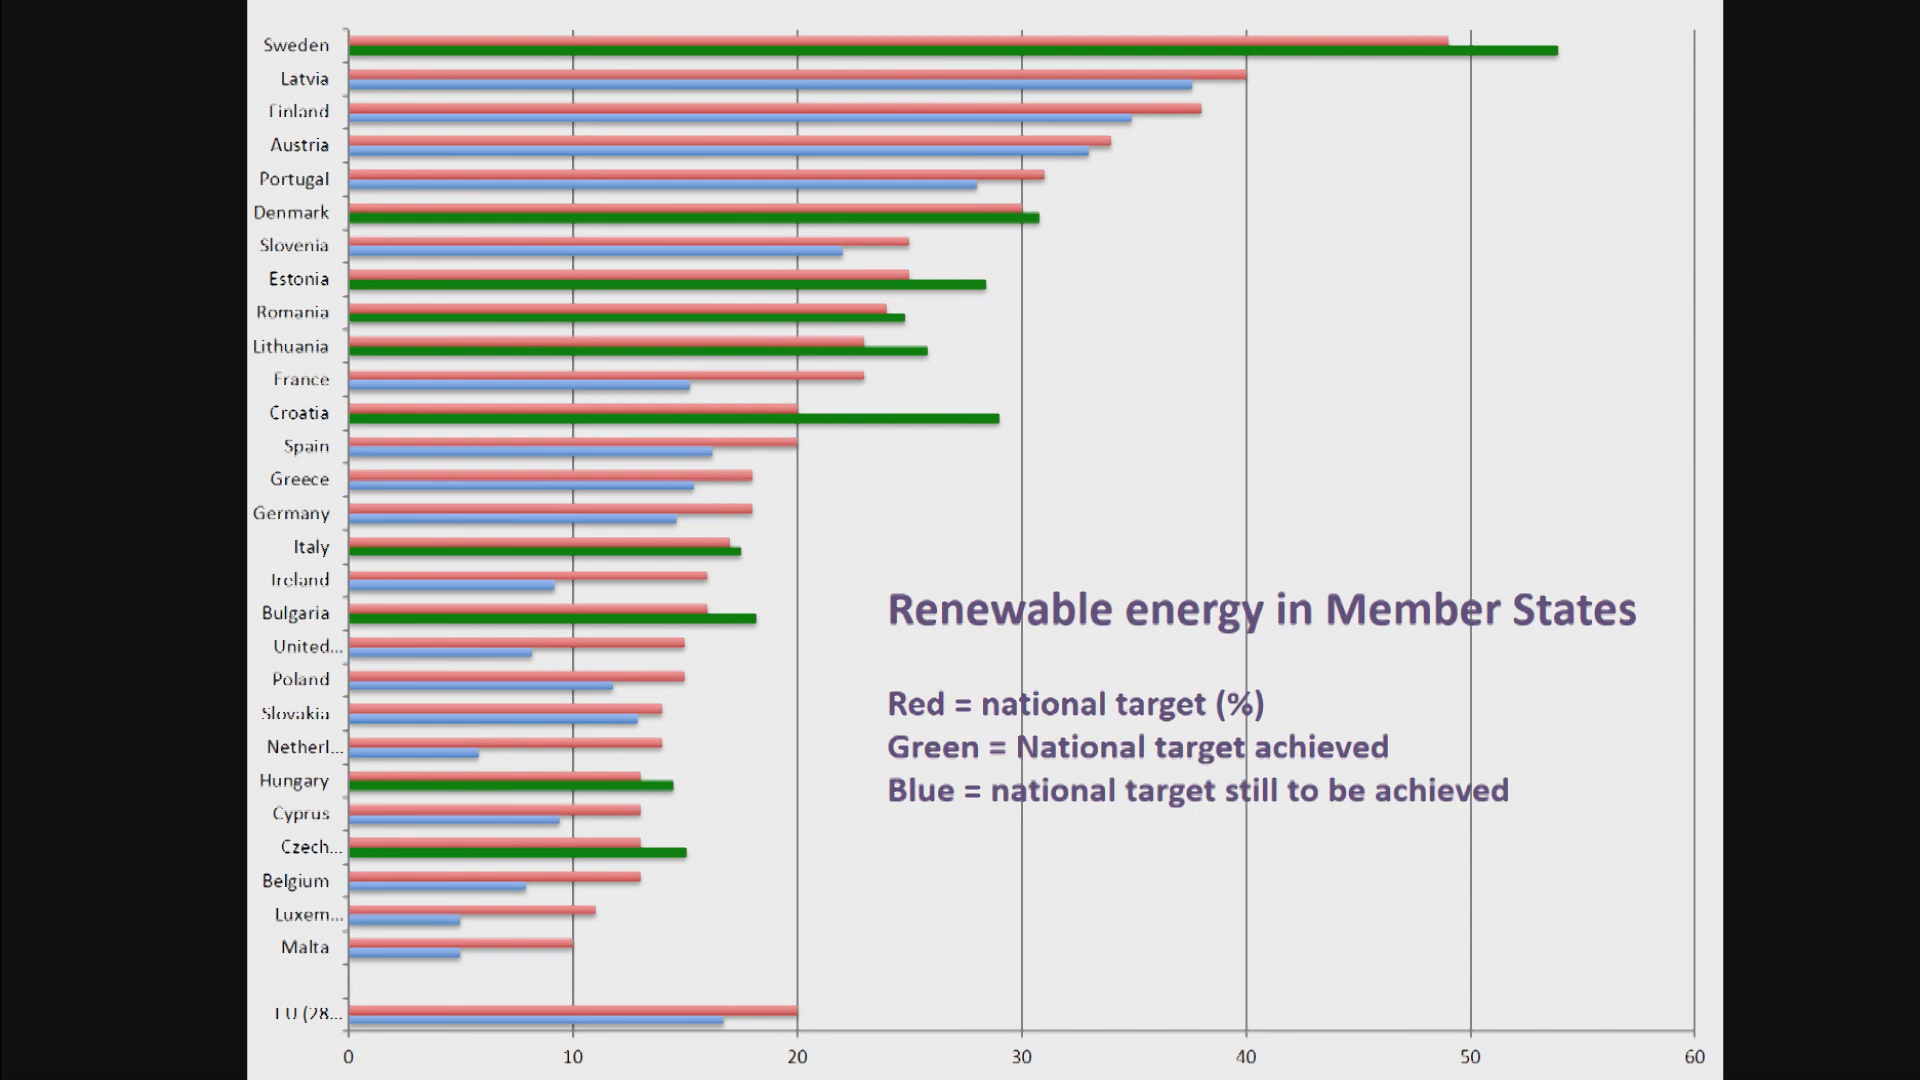 Sweden
Latvia
Finland
Austria
Portugal
Denmark
Slovenia
Estonia
Romania
Lithuania
France
Croatia
Spain
Greece
Germany
Italy
Ireland
Bulgaria
United...
Poland
Slovakia
Netherl...
Hungary
Cyprus
Czech...
Belgium
Luxem...
Malta
EU (28...
Renewable energy in Member States
Red = national target (%)
Green = National target achieved
Blue = national target still to be achieved
0 10 20 30 40 50 60